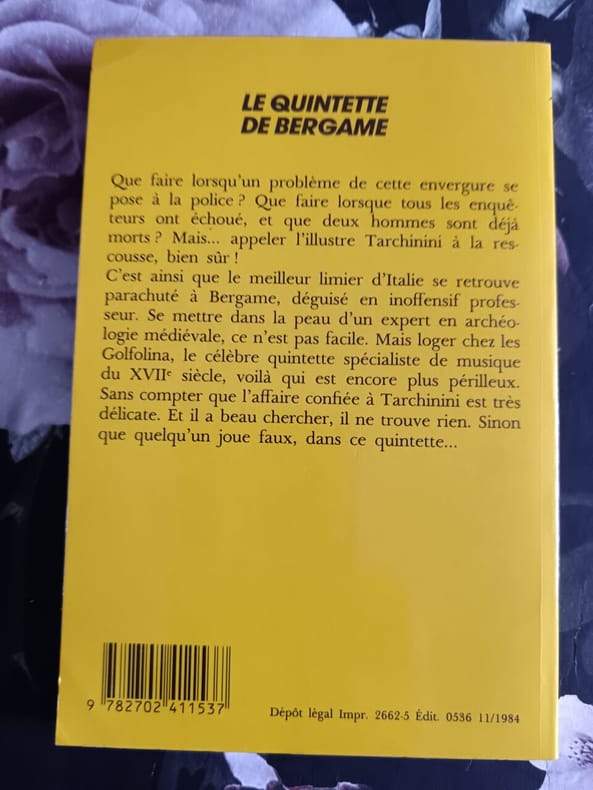 LE QUINTETTE
DE BERGAME
Que faire lorsqu'un problème de cette envergure se
pose à la police ? Que faire lorsque tous les enquê-
teurs ont échoué, et que deux hommes sont déjà
morts ? Mais... appeler l'illustre Tarchinini à la res-
cousse, bien sûr !
C'est ainsi que le meilleur limier d'Italie se retrouve
parachuté à Bergame, déguisé en inoffensif profes-
seur. Se mettre dans la peau d'un expert en archéo-
logie médiévale, ce n'est pas facile. Mais loger chez les
Golfolina, le célèbre quintette spécialiste de musique
du XVIIe siècle, voilà qui est encore plus périlleux.
Sans compter que l'affaire confiée à Tarchinini est très
délicate. Et il a beau chercher, il ne trouve rien. Sinon
que quelqu'un joue faux, dans ce quintette...
9 782702 411537
Dépôt légal Impr. 2662-5 Édit. 0536 11/1984